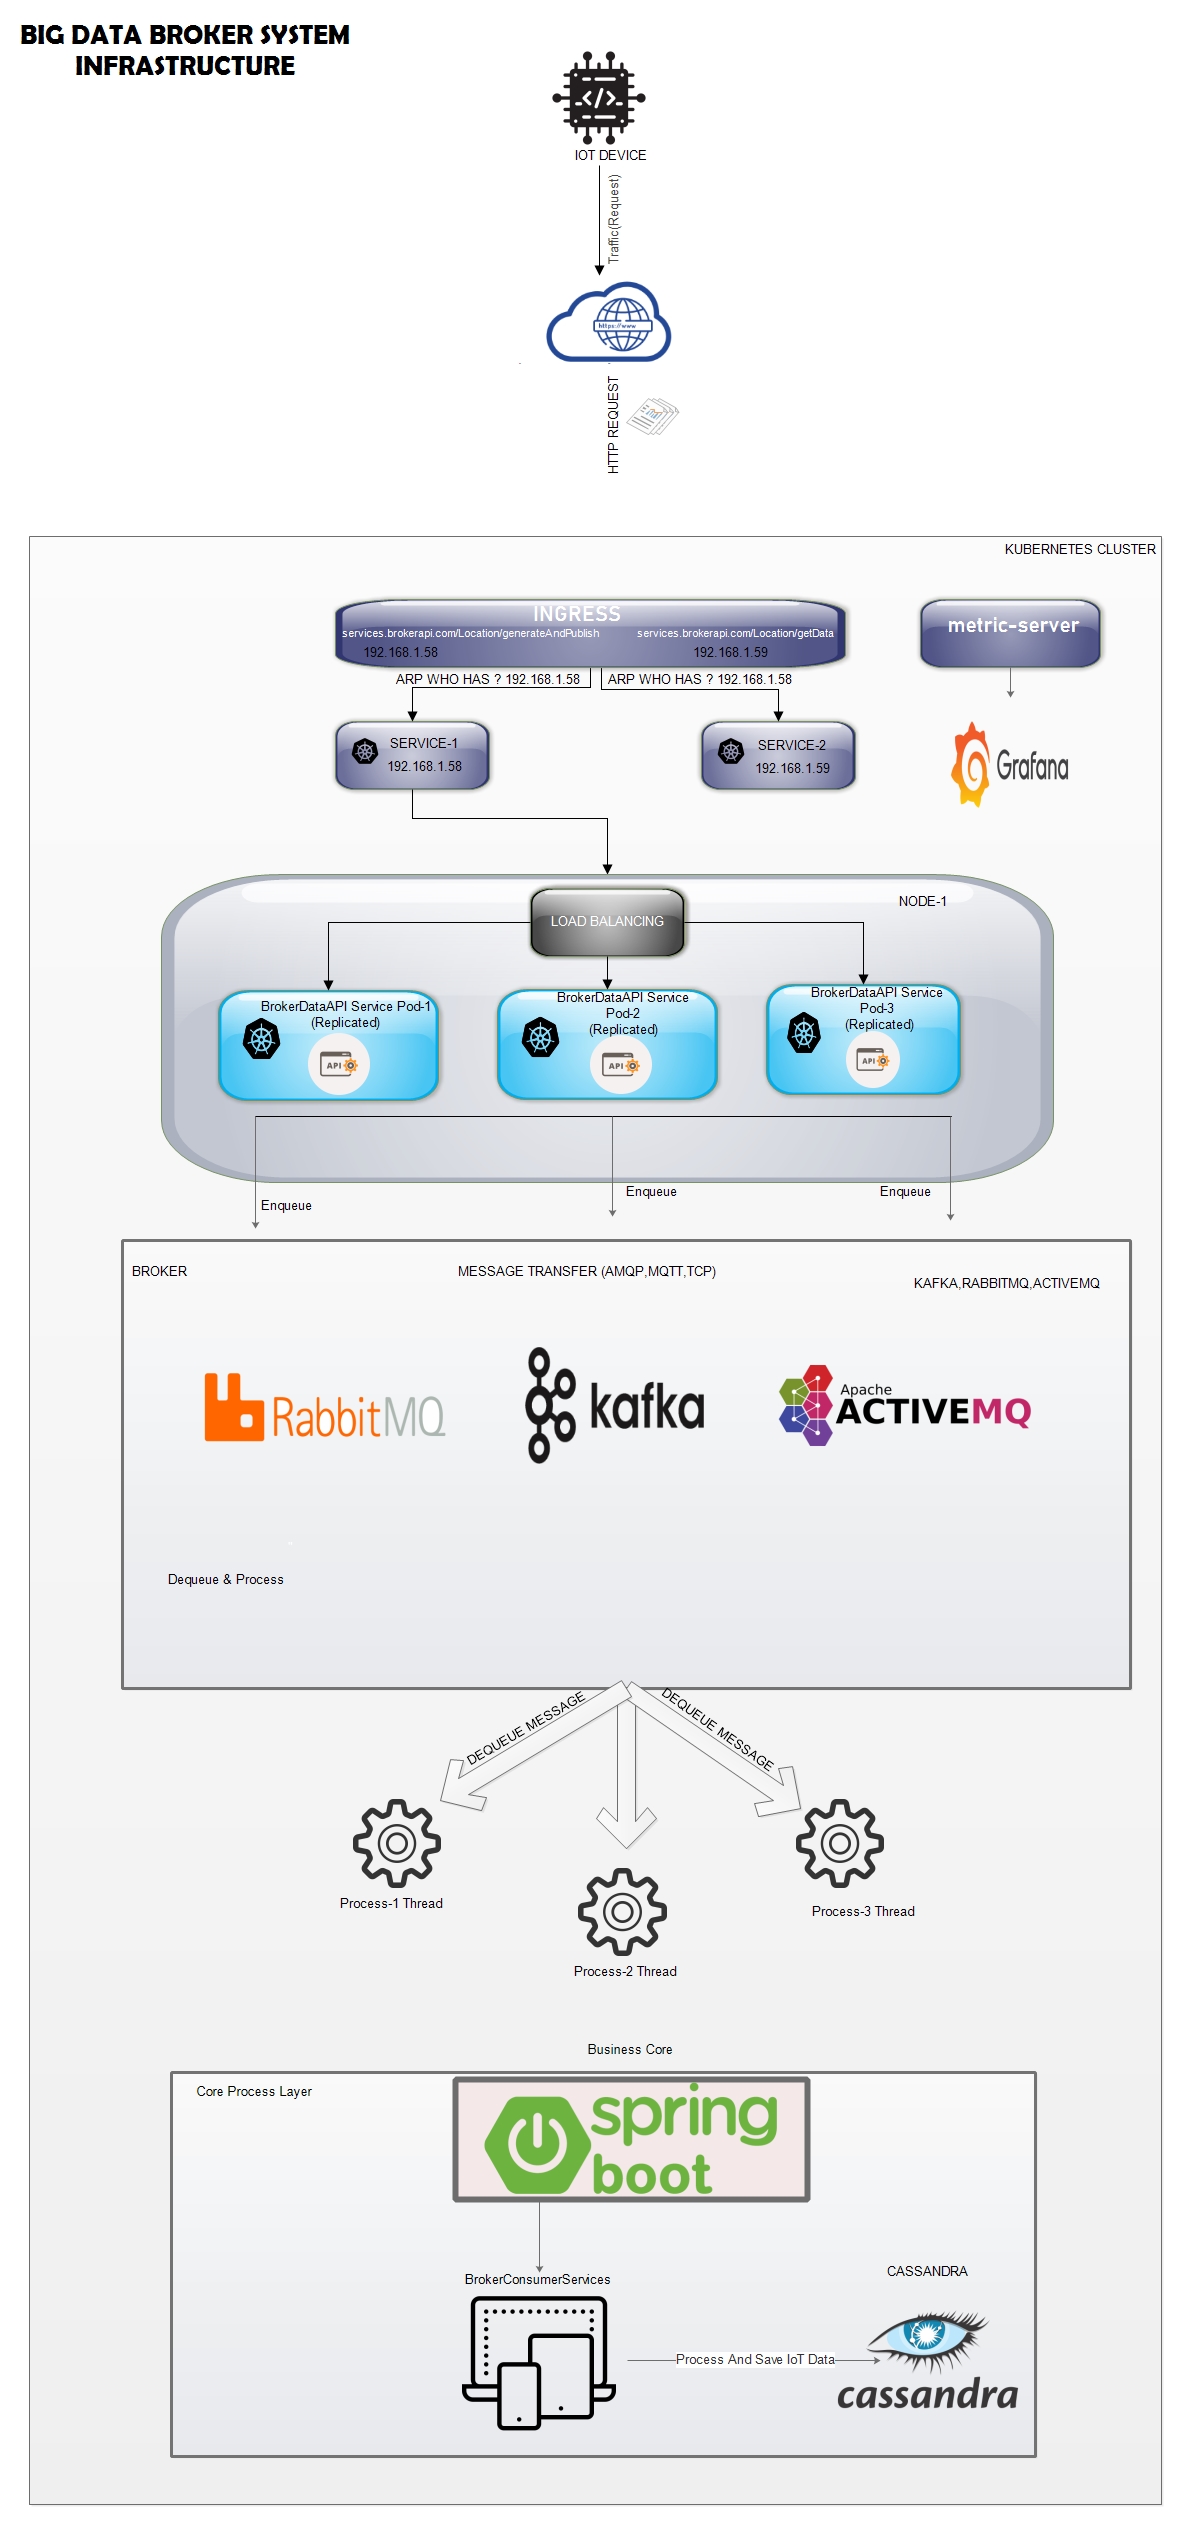 BIG DATA BROKER SYSTEM
INFRASTRUCTURE
IOT DEVICE
Traffic(Request)
https://www
HTTP REQUEST
KUBERNETES CLUSTER
INGRESS
services.brokerapi.com/Location/generateAndPublish
services.brokerapi.com/Location/getData
192.168.1.58
192.168.1.59
metric-server
ARP WHO HAS ? 192.168.1.58
ARP WHO HAS ? 192.168.1.58
SERVICE-1
192.168.1.58
SERVICE-2
192.168.1.59
Grafana
NODE-1
LOAD BALANCING
BrokerDataAPI Service Pod-1
(Replicated)
API
BrokerDataAPI Service
Pod-2
(Replicated)
API
BrokerDataAPI Service
Pod-3
(Replicated)
API
Enqueue
Enqueue
Enqueue
BROKER
MESSAGE TRANSFER (AMQP,MQTT,TCP)
KAFKA,RABBITMQ,ACTIVEMQ
RabbitMQ
kafka
Apache
ACTIVEMQ
Dequeue & Process
DEQUEUE MESSAGE
DEQUEUE MESSAGE
Process-1 Thread
Process-2 Thread
Process-3 Thread
Business Core
Core Process Layer
spring
boot
BrokerConsumerServices
CASSANDRA
Process And Save IoT Data
cassandra